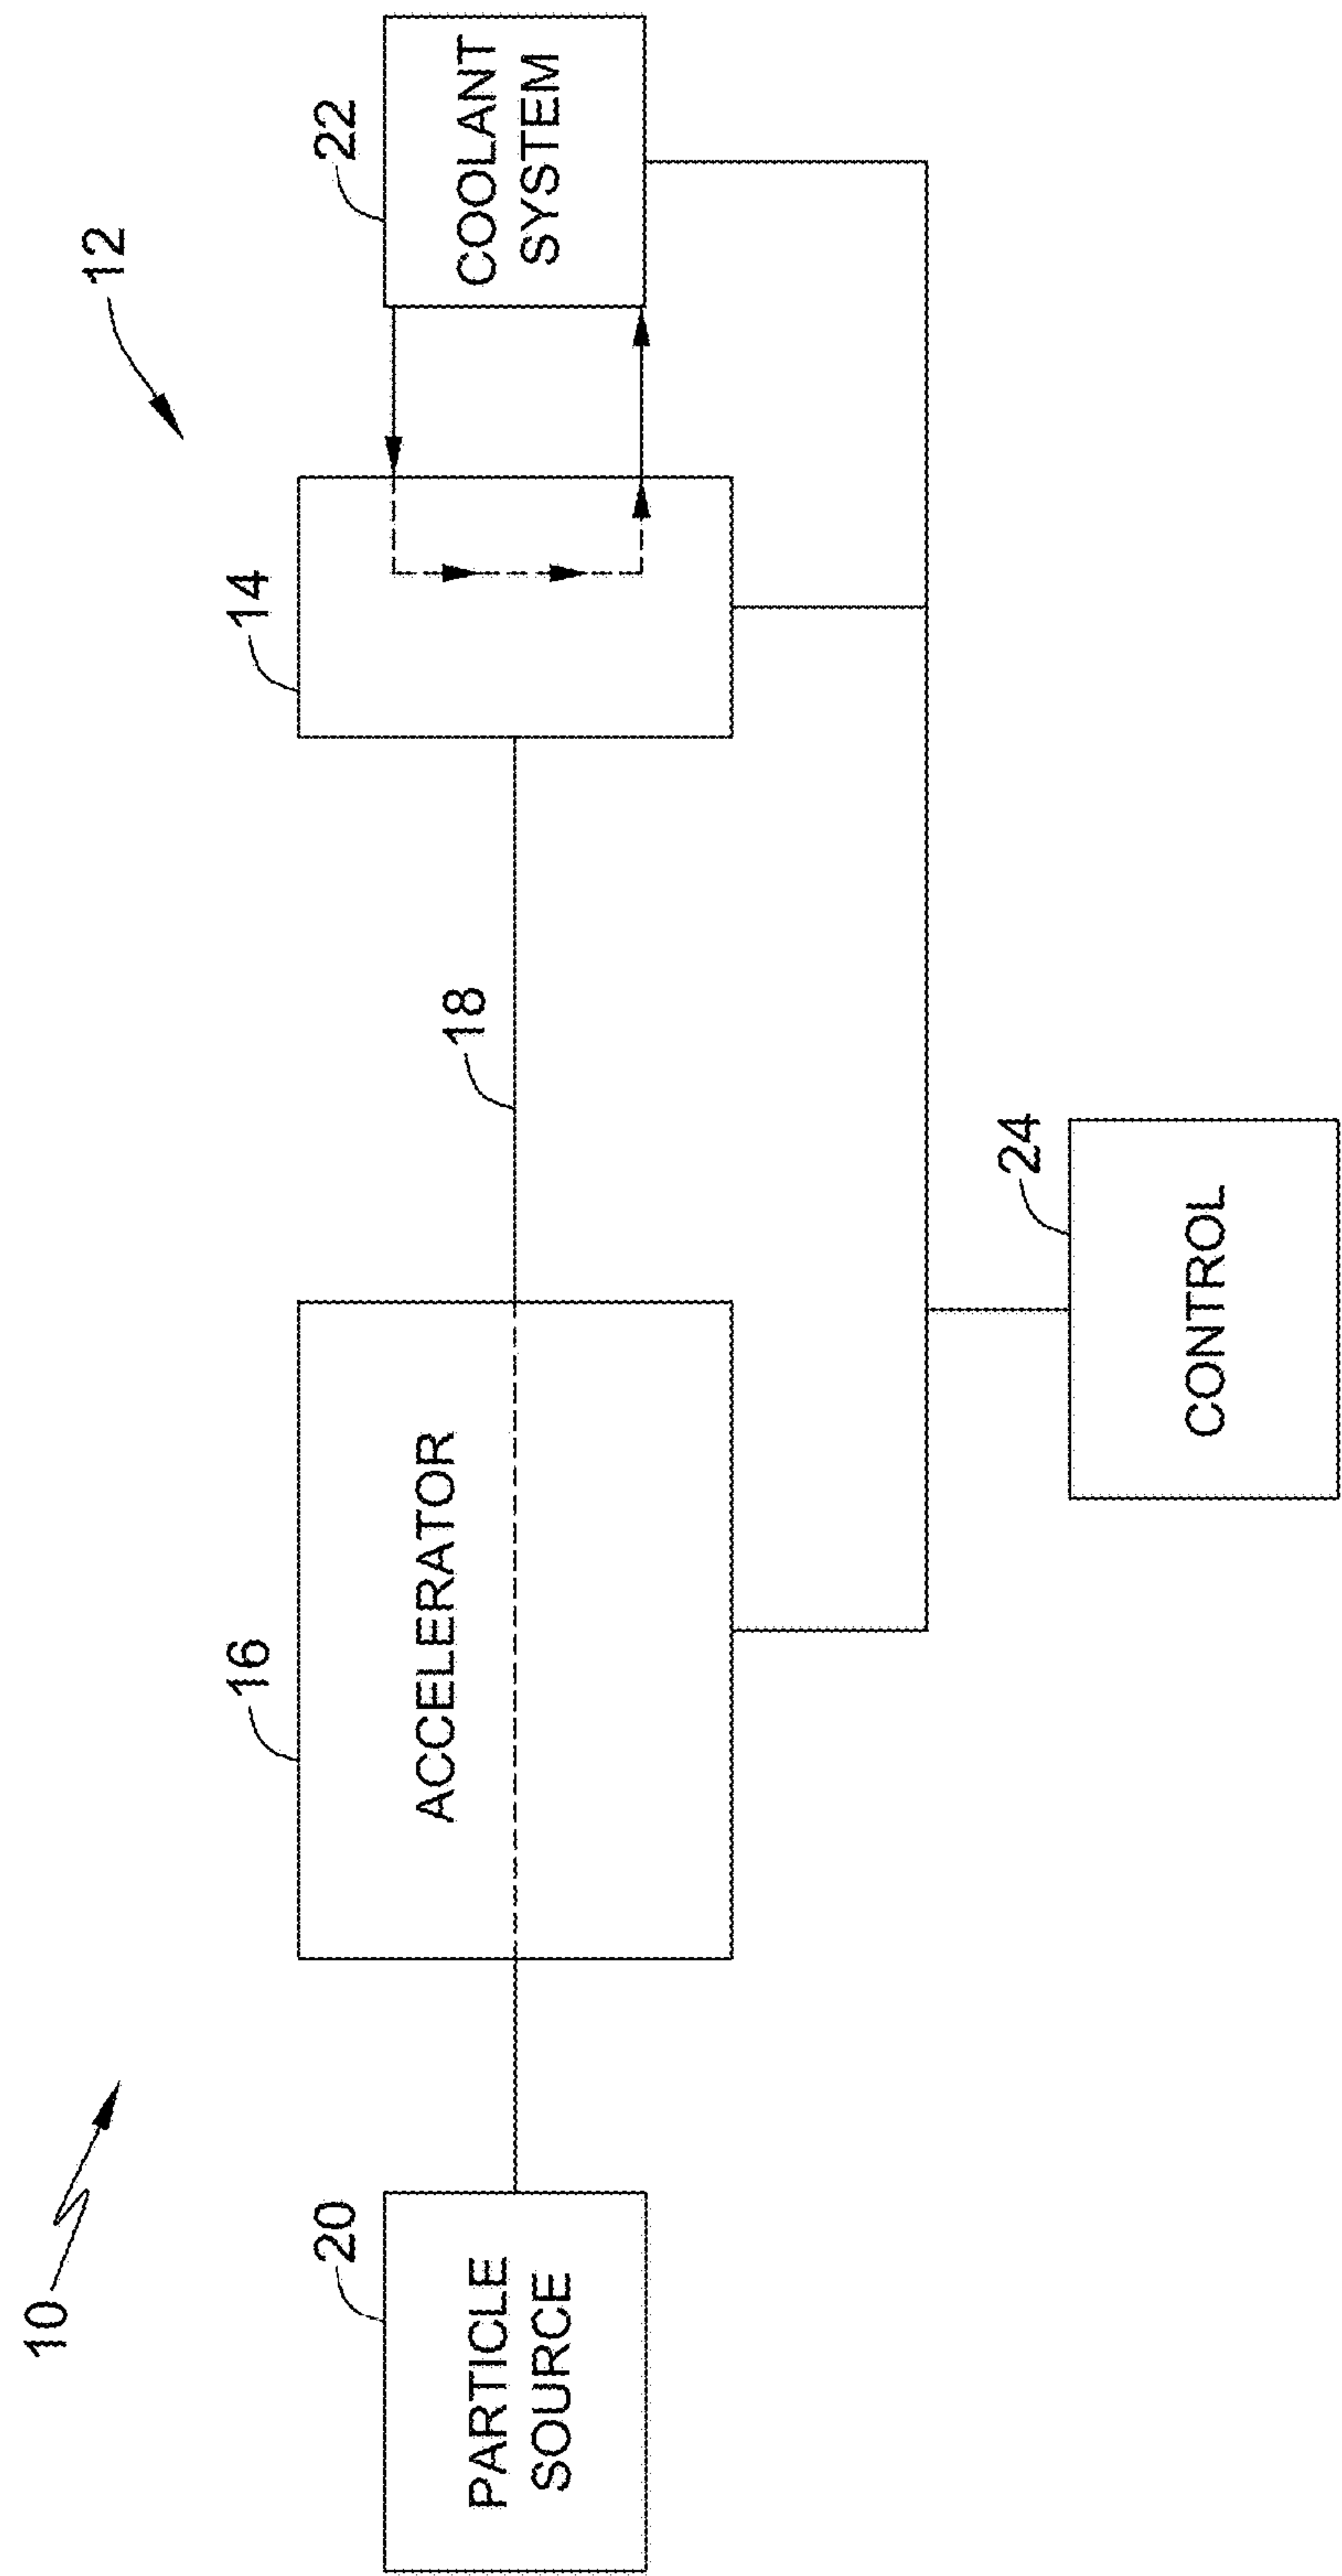 10
12
20
PARTICLE
SOURCE
16
ACCELERATOR
18
14
22
COOLANT
SYSTEM
24
CONTROL